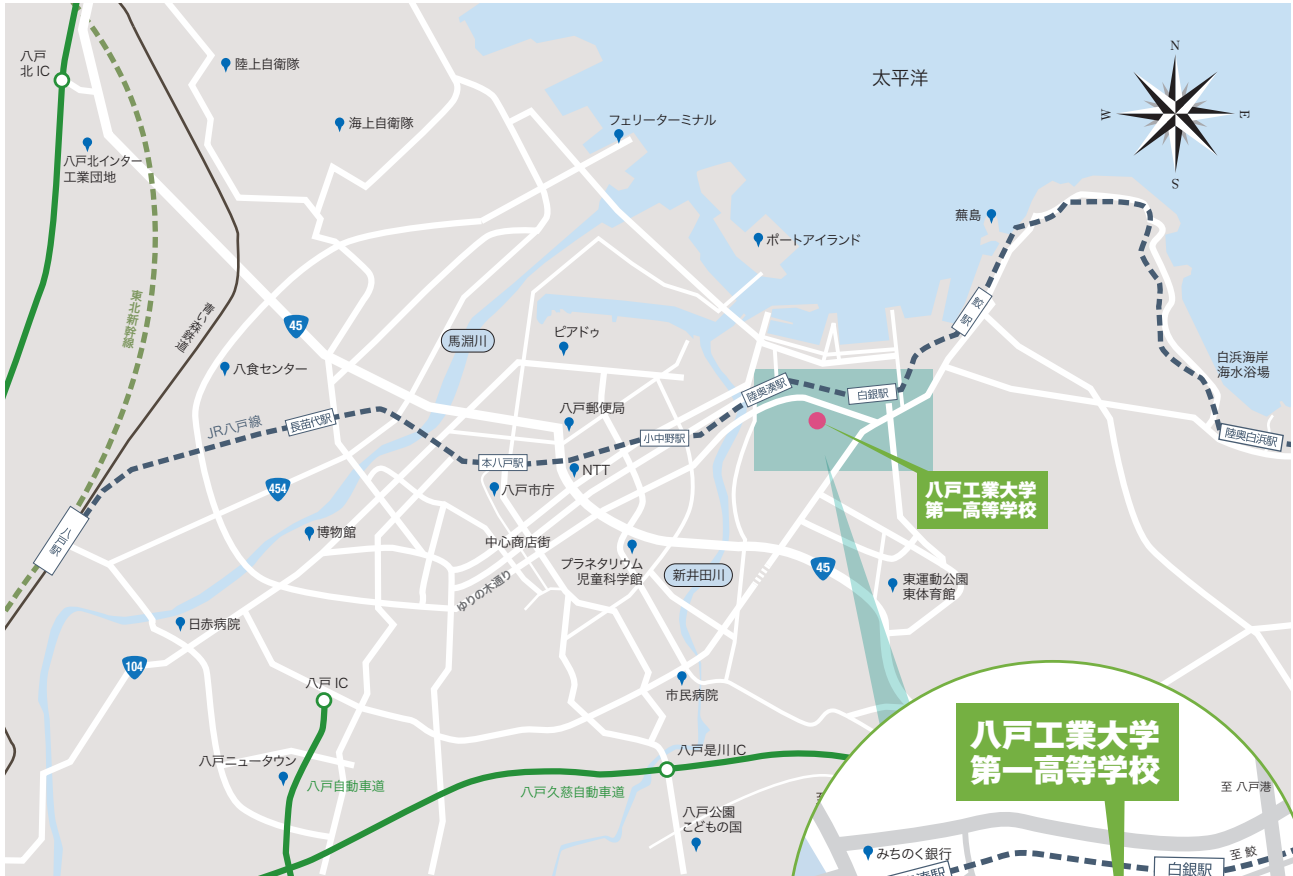 八戸
北IC
陸上自衛隊
海上自衛隊
フェリーターミナル
太平洋
N
W
E
S
八戸北インター
工業団地
蕪島
ポートアイランド
東北新幹線
青い森鉄道
45
馬淵川
ピアドゥ
鮫駅
白浜海岸
海水浴場
八食センター
陸奥湊駅
白銀駅
JR八戸線
長苗代駅
八戸郵便局
小中野駅
陸奥白浜駅
本八戸駅
NTT
八戸工業大学
第一高等学校
454
八戸市庁
八戸駅
博物館
中心商店街
プラネタリウム
児童科学館
新井田川
45
東運動公園
東体育館
ゆりの木通り
日赤病院
104
八戸IC
市民病院
八戸工業大学
第一高等学校
八戸ニュータウン
八戸自動車道
八戸是川IC
八戸久慈自動車道
至 八戸港
八戸公園
こどもの国
みちのく銀行
至 鮫
白銀駅